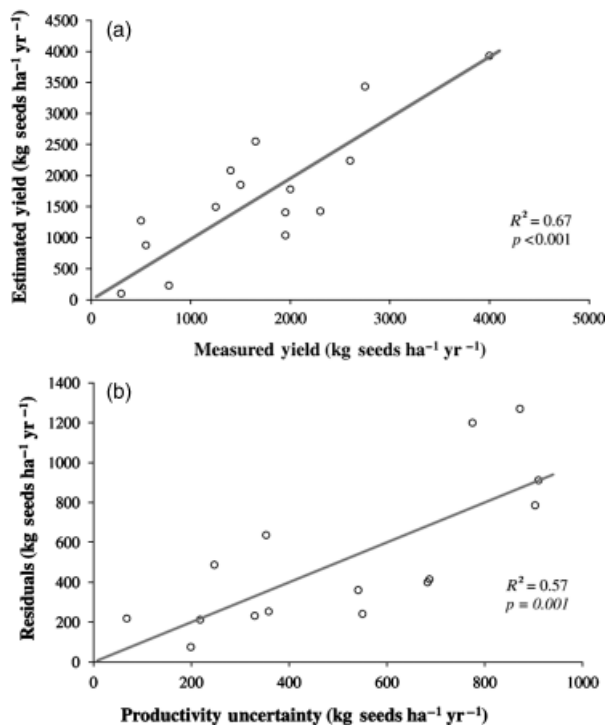 (a)
4500
4000
3500
3000
2500
2000
1500
1000
500
0
Estimated yield (kg seeds ha⁻¹ yr⁻¹)
R² = 0.67
p <0.001
0 1000 2000 3000 4000 5000
Measured yield (kg seeds ha⁻¹ yr⁻¹)
(b)
1400
1200
1000
800
600
400
200
0
Residuals (kg seeds ha⁻¹ yr⁻¹)
R² = 0.57
p = 0.001
0 200 400 600 800 1000
Productivity uncertainty (kg seeds ha⁻¹ yr⁻¹)